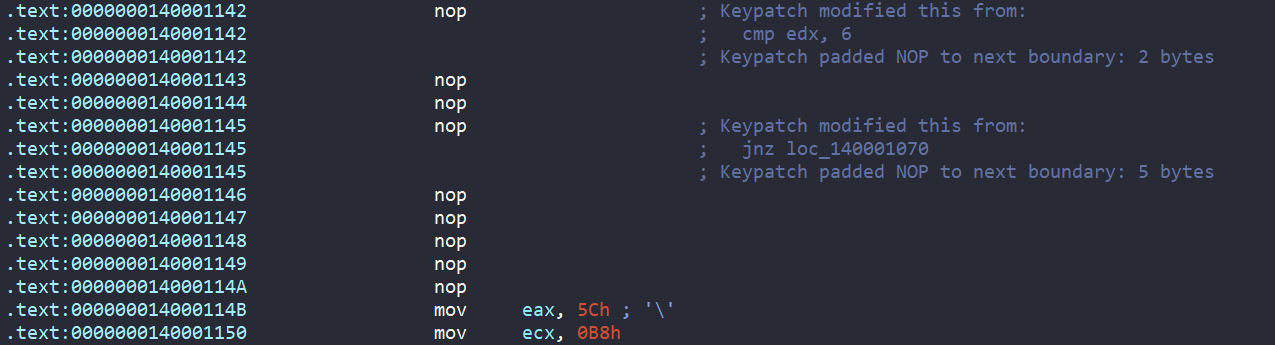 .text:0000000140001142 nop ; Keypatch modified this from:
.text:0000000140001142 ; cmp edx, 6
.text:0000000140001142 ; Keypatch padded NOP to next boundary: 2 bytes
.text:0000000140001143 nop
.text:0000000140001144 nop
.text:0000000140001145 nop ; Keypatch modified this from:
.text:0000000140001145 ; jnz loc_140001070
.text:0000000140001145 ; Keypatch padded NOP to next boundary: 5 bytes
.text:0000000140001146 nop
.text:0000000140001147 nop
.text:0000000140001148 nop
.text:0000000140001149 nop
.text:000000014000114A nop
.text:000000014000114B mov eax, 5Ch ; '\'
.text:0000000140001150 mov ecx, 0B8h